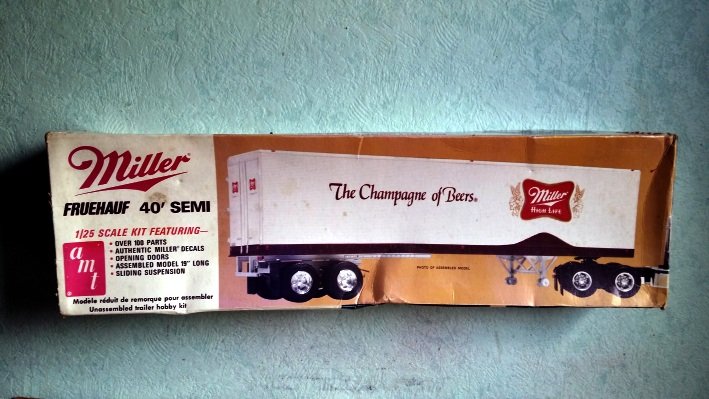 Miller®
FRUEHAUF 40' SEMI
1/25 SCALE KIT FEATURING—
• OVER 100 PARTS
• AUTHENTIC MILLER® DECALS
• OPENING DOORS
• ASSEMBLED MODEL 19" LONG
• SLIDING SUSPENSION
amt
®
Modèle réduit de remorque pour assembler
Unassembled trailer hobby kit
The Champagne of Beers®
Miller
HIGH LIFE
PHOTO OF ASSEMBLED MODEL